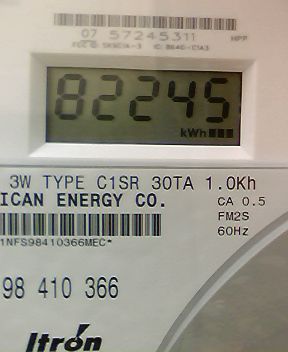 07 57245311 HPP
82245
kWh
3W TYPE C1SR 30TA 1.0Kh
ICAN ENERGY CO. CA 0.5
FM2S
60Hz
1NFS98410366MEC*
98 410 366
Itron